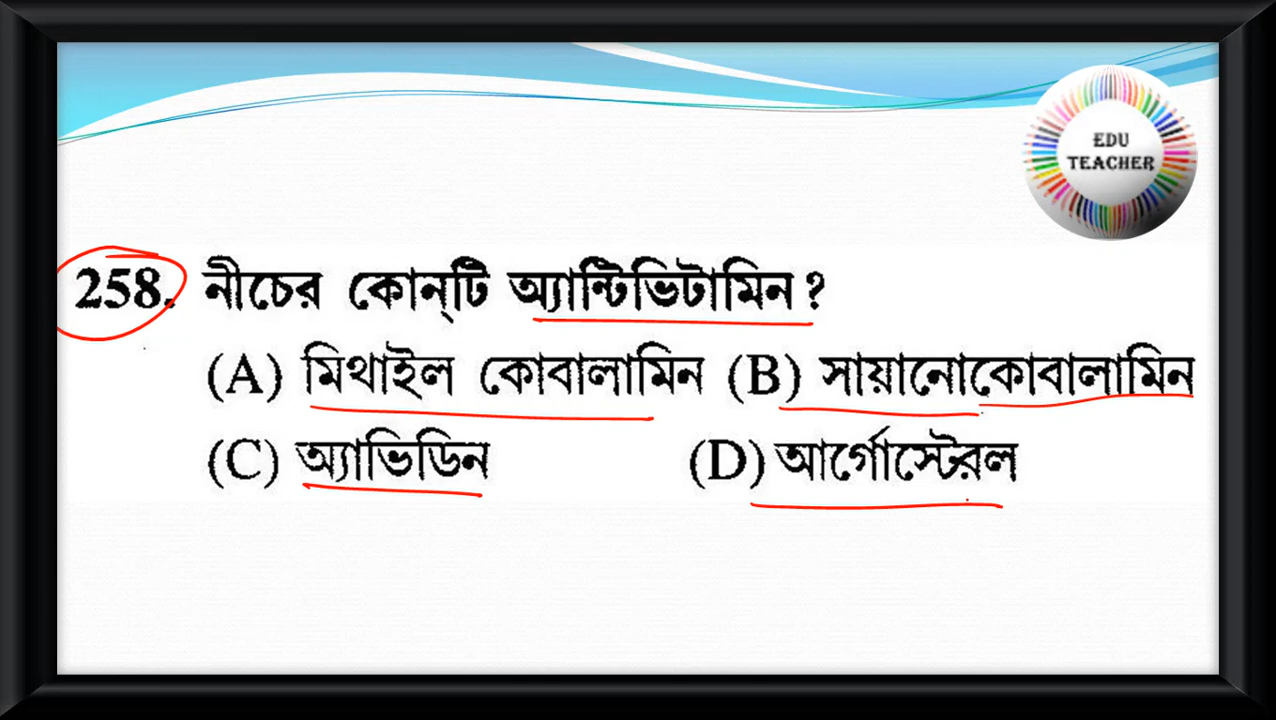 EDU
TEACHER
258. নীচের কোন্‌টি অ্যান্টিভিটামিন ?
(A) মিথাইল কোবালামিন (B) সায়ানোকোবালামিন
(C) অ্যাভিডিন (D) আর্গোস্টেরল